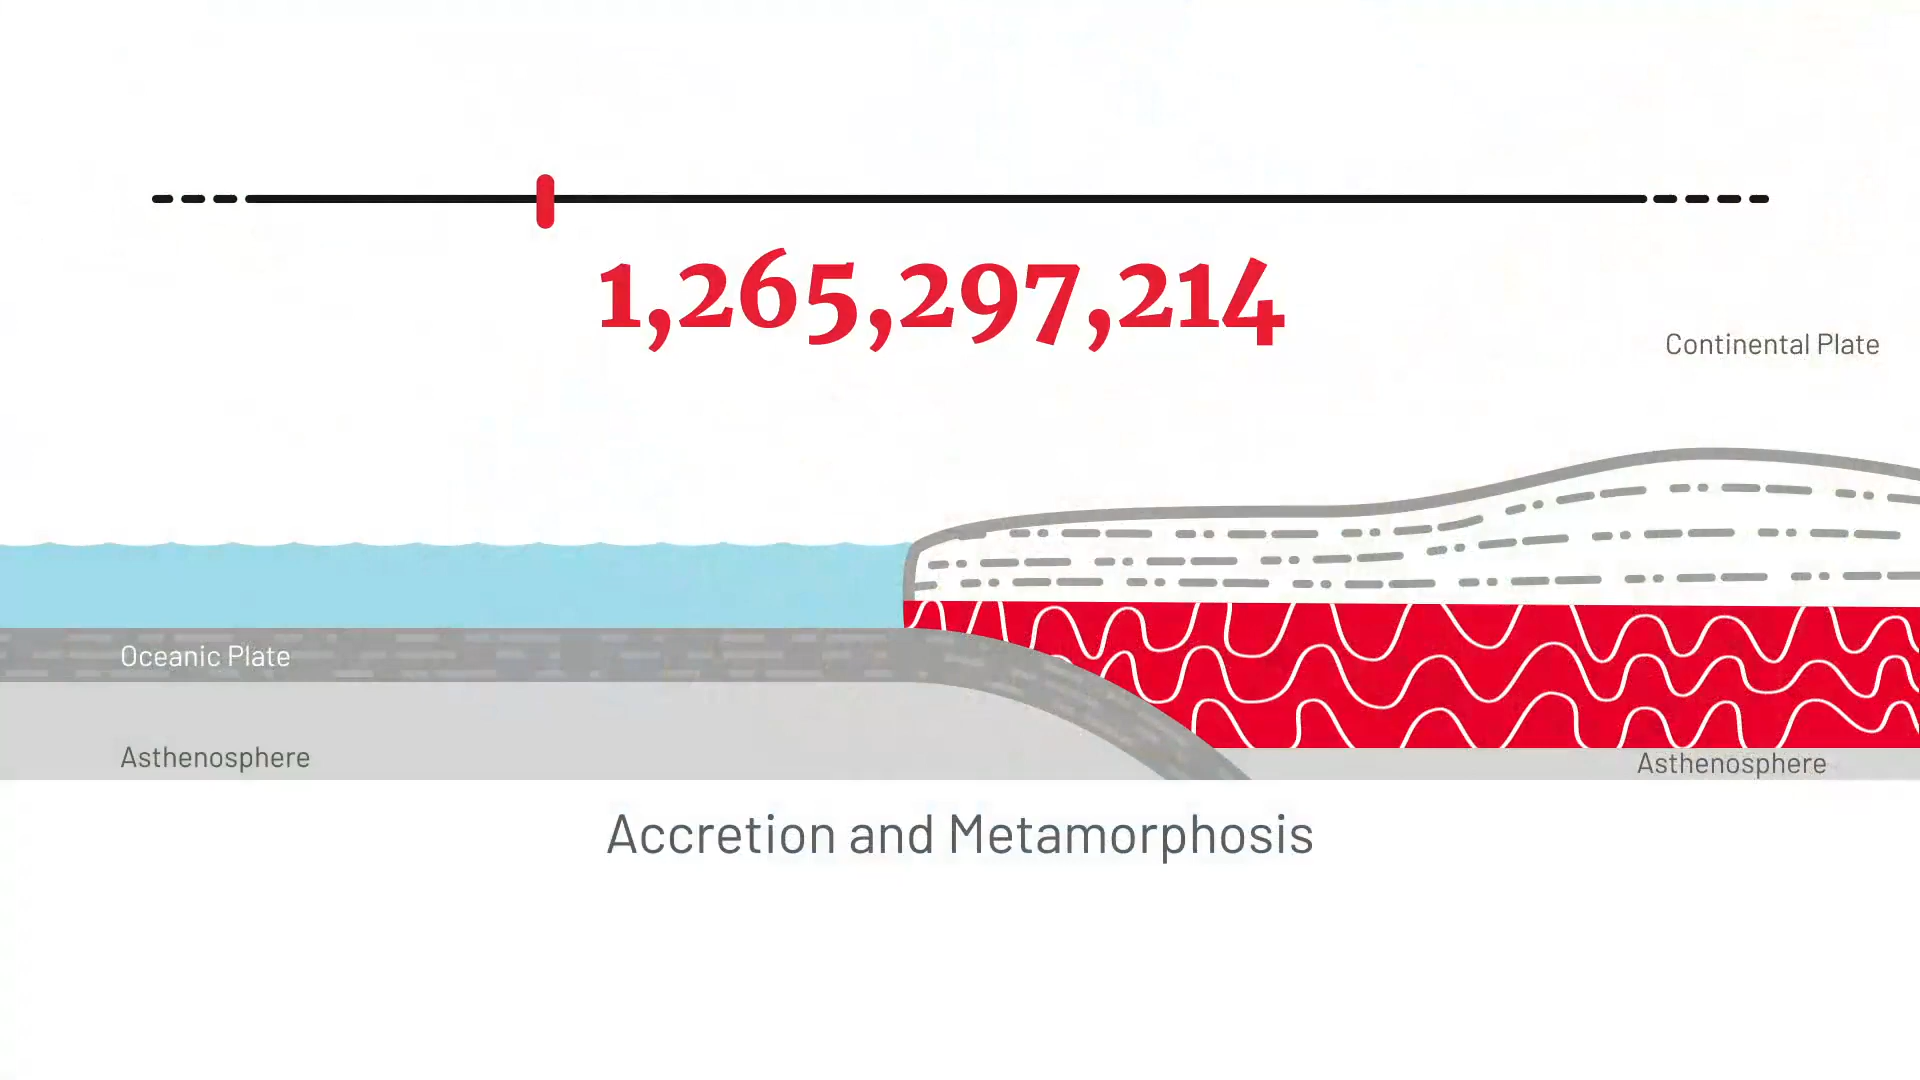 1,265,297,214
Continental Plate
Oceanic Plate
Asthenosphere
Asthenosphere
Accretion and Metamorphosis